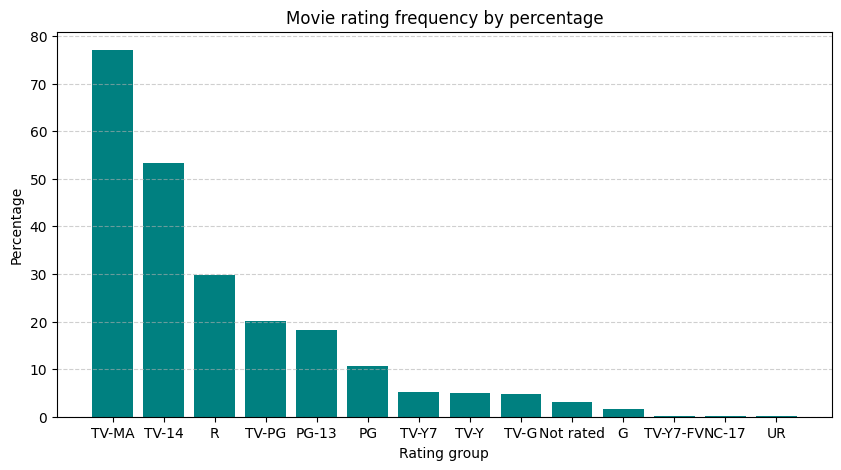 Movie rating frequency by percentage
80
70
60
50
40
30
20
10
0
Percentage
TV-MA TV-14 R TV-PG PG-13 PG TV-Y7 TV-Y TV-G Not rated G TV-Y7-FV NC-17 UR
Rating group